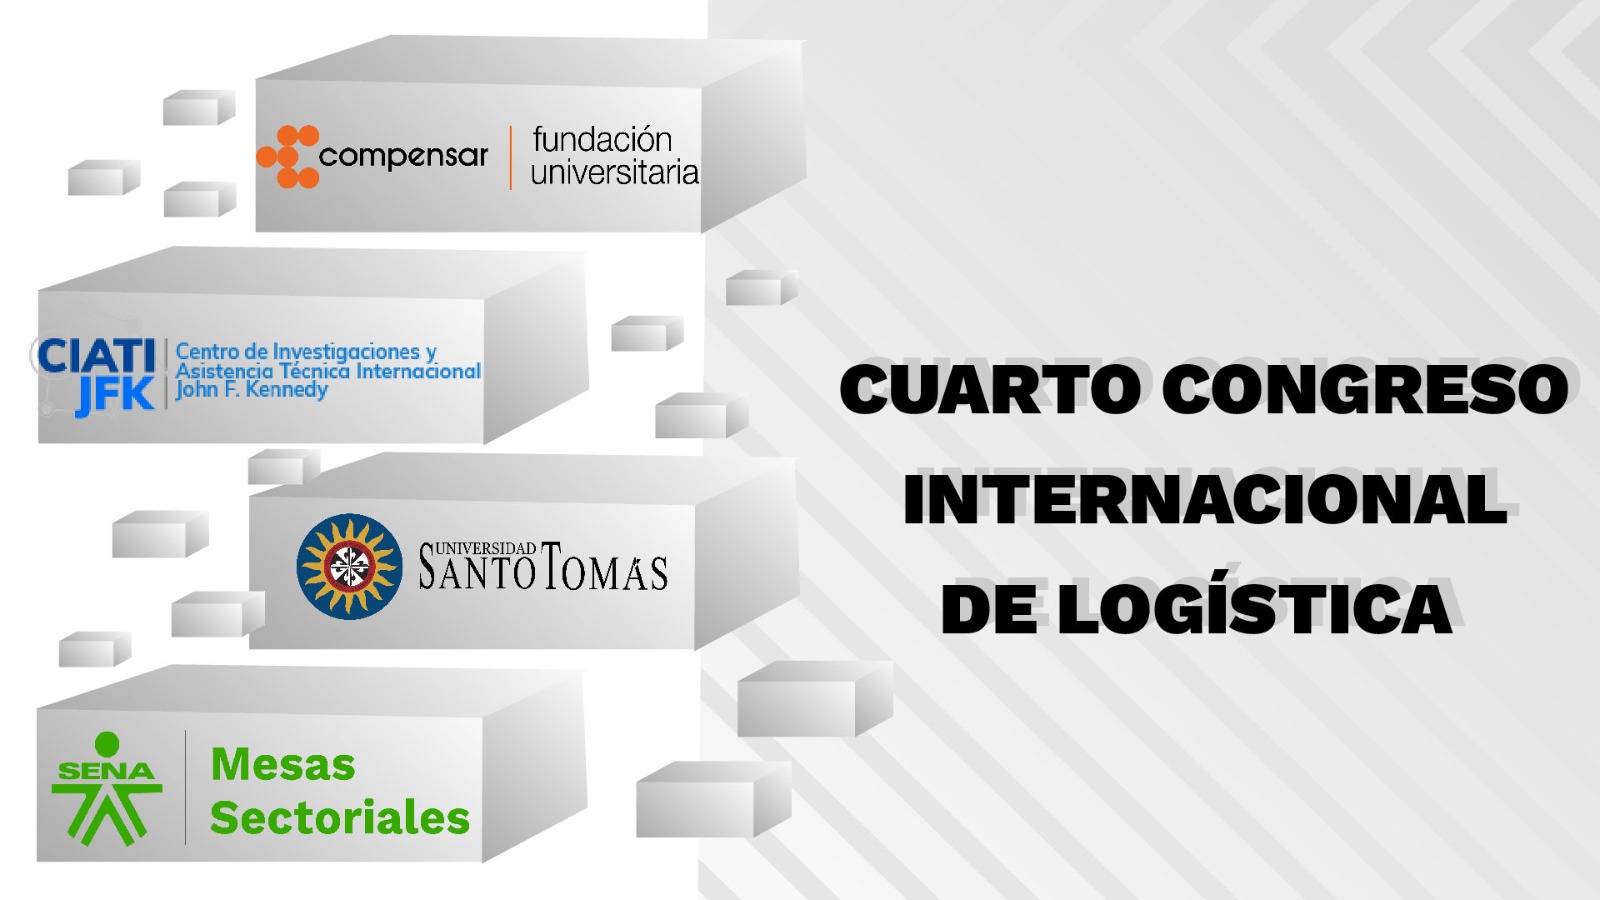 compensar
fundación
universitaria
CIATI
JFK
Centro de Investigaciones y
Asistencia Técnica Internacional
John F. Kennedy
UNIVERSIDAD
SANTO TOMÁS
SENA
Mesas
Sectoriales
CUARTO CONGRESO
INTERNACIONAL
DE LOGÍSTICA